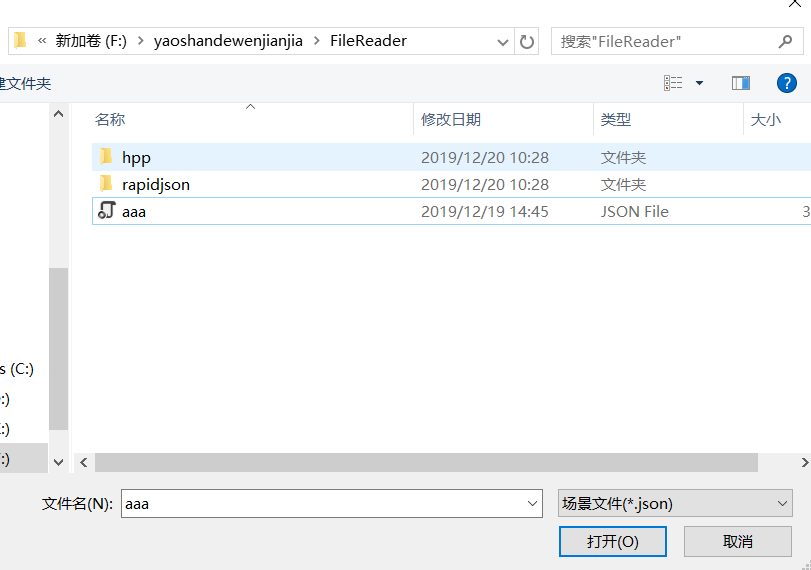 « 新加卷 (F:) > yaoshandewenjianjia > FileReader
搜索"FileReader"
建文件夹
?
名称 修改日期 类型 大小
hpp 2019/12/20 10:28 文件夹
rapidjson 2019/12/20 10:28 文件夹
aaa 2019/12/19 14:45 JSON File 3
s (C:)
:)
:)
:)
文件名(N): aaa 场景文件(*.json)
打开(O) 取消